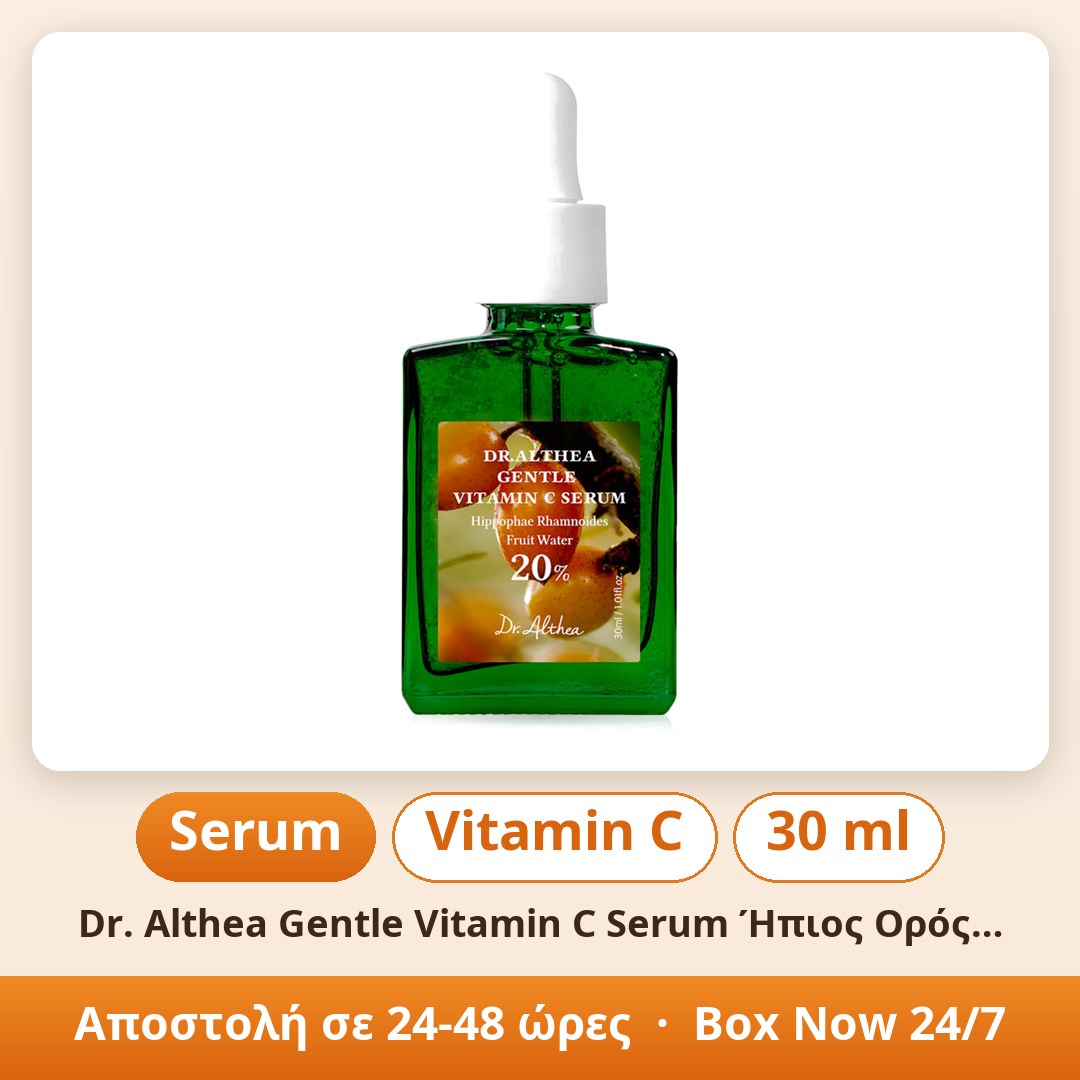 DR.ALTHEA
GENTLE
VITAMIN C SERUM
Hippophae Rhamnoides
Fruit Water
20%
30ml / 1.01fl.oz.
Dr. Althea
Serum
Vitamin C
30 ml
Dr. Althea Gentle Vitamin C Serum Ήπιος Ορός...
Αποστολή σε 24-48 ώρες · Box Now 24/7